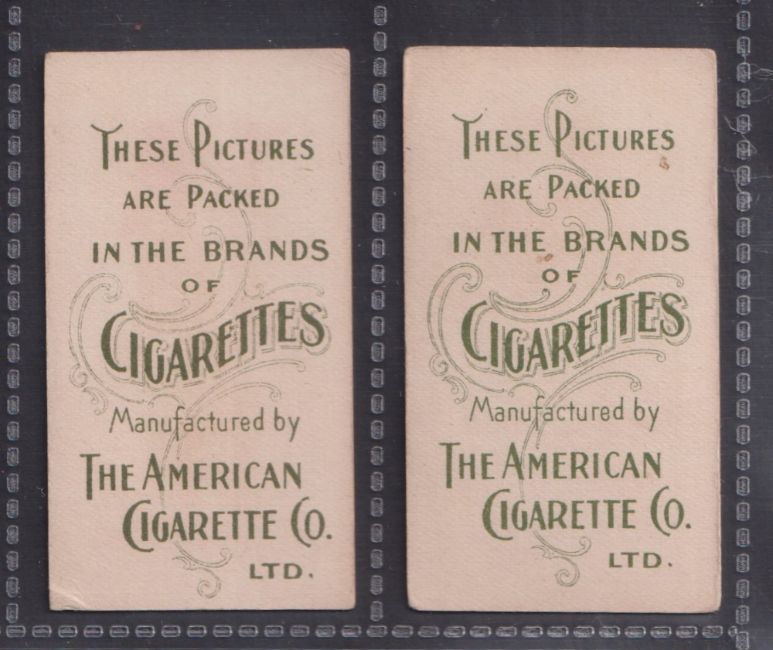 THESE PICTURES
ARE PACKED
IN THE BRANDS
OF
CIGARETTES
Manufactured by
THE AMERICAN
CIGARETTE CO.
LTD.
THESE PICTURES
ARE PACKED
IN THE BRANDS
OF
CIGARETTES
Manufactured by
THE AMERICAN
CIGARETTE CO.
LTD.